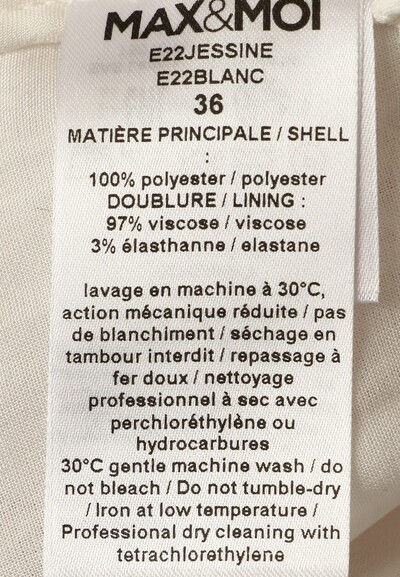 MAX&MOI
E22JESSINE
E22BLANC
36
MATIÈRE PRINCIPALE / SHELL
:
100% polyester / polyester
DOUBLURE / LINING :
97% viscose / viscose
3% élasthanne / elastane
lavage en machine à 30°C,
action mécanique réduite / pas
de blanchiment / séchage en
tambour interdit / repassage à
fer doux / nettoyage
professionnel à sec avec
perchloréthylène ou
hydrocarbures
30°C gentle machine wash / do
not bleach / Do not tumble-dry
/ Iron at low temperature /
Professional dry cleaning with
tetrachlorethylene